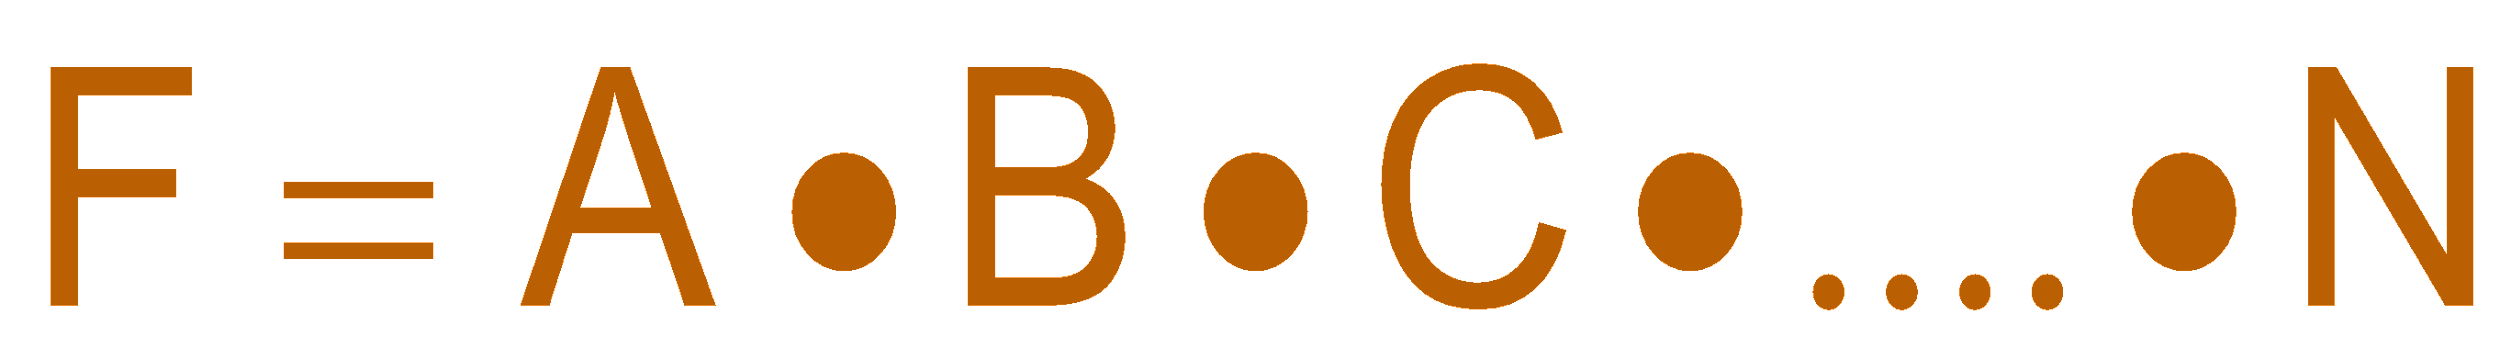 F = A • B • C • .... • N